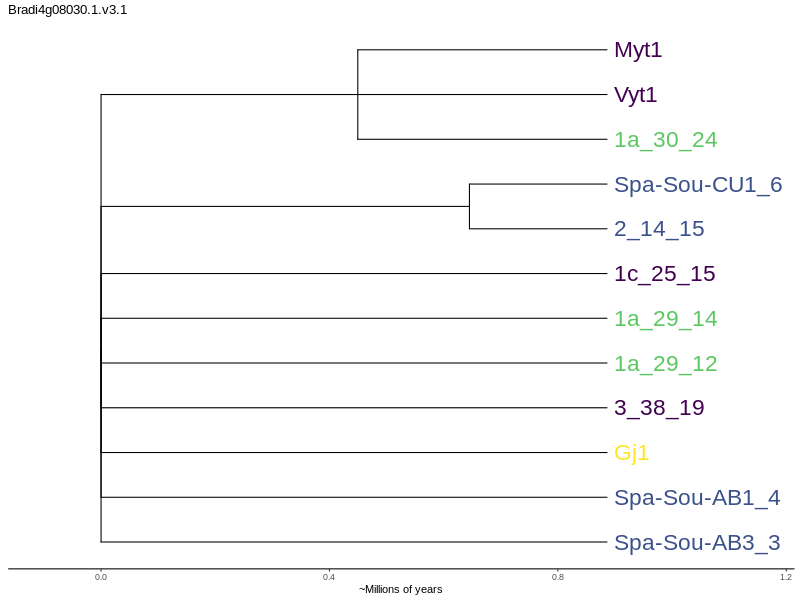 Bradi4g08030.1.v3.1
Myt1
Vyt1
1a_30_24
Spa-Sou-CU1_6
2_14_15
1c_25_15
1a_29_14
1a_29_12
3_38_19
Gj1
Spa-Sou-AB1_4
Spa-Sou-AB3_3
0.0 0.4 0.8 1.2
~Millions of years